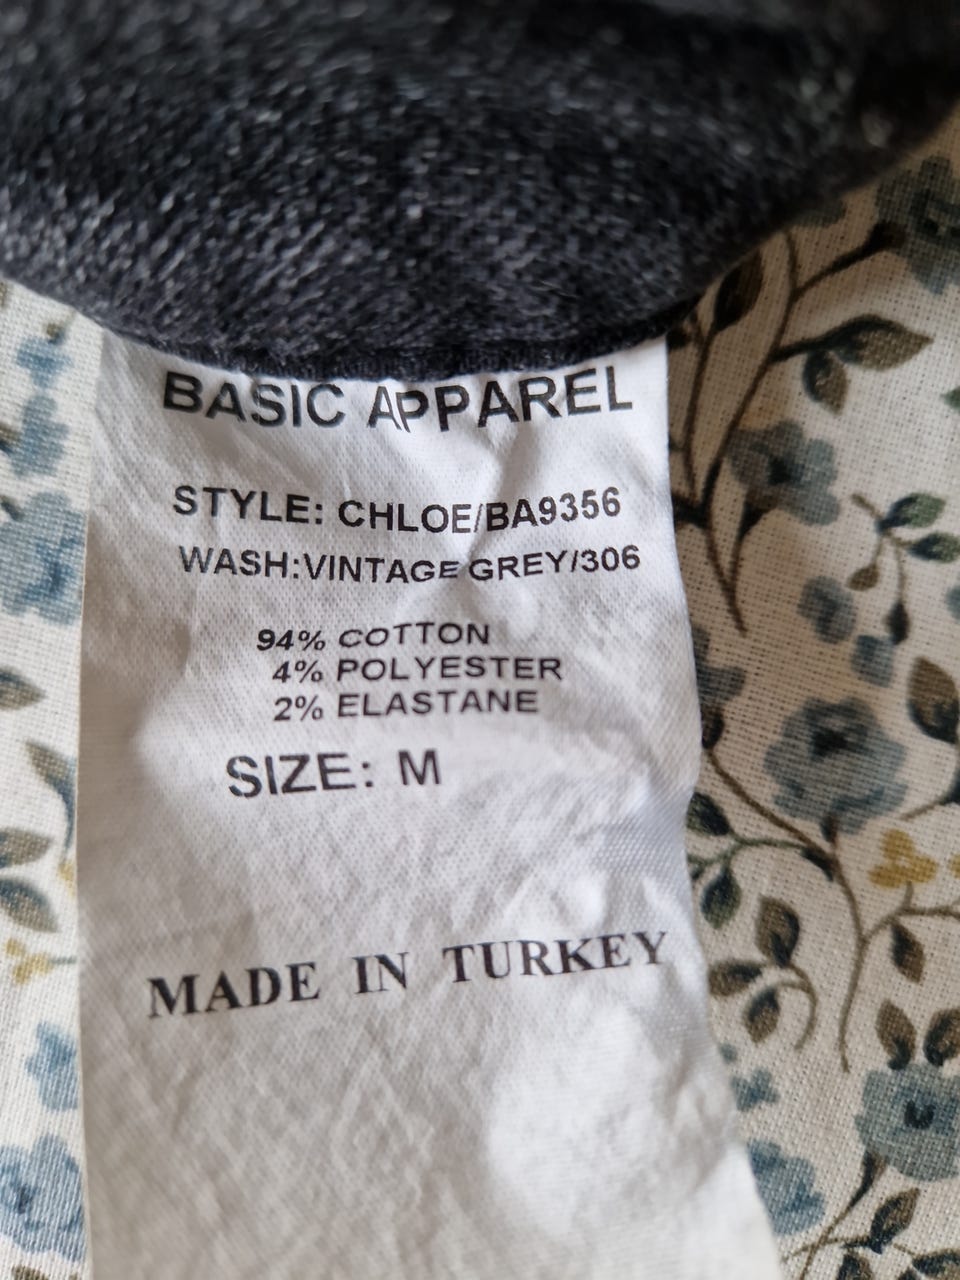 BASIC APPAREL
STYLE: CHLOE/BA9356
WASH:VINTAGE GREY/306
94% COTTON
4% POLYESTER
2% ELASTANE
SIZE: M
MADE IN TURKEY